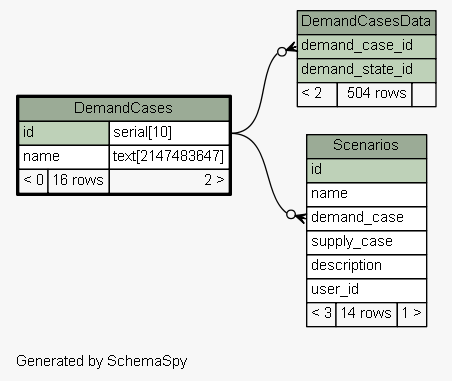 DemandCasesData
demand_case_id
demand_state_id
< 2 504 rows
DemandCases
id serial[10]
name text[2147483647]
< 0 16 rows 2 >
Scenarios
id
name
demand_case
supply_case
description
user_id
< 3 14 rows 1 >
Generated by SchemaSpy